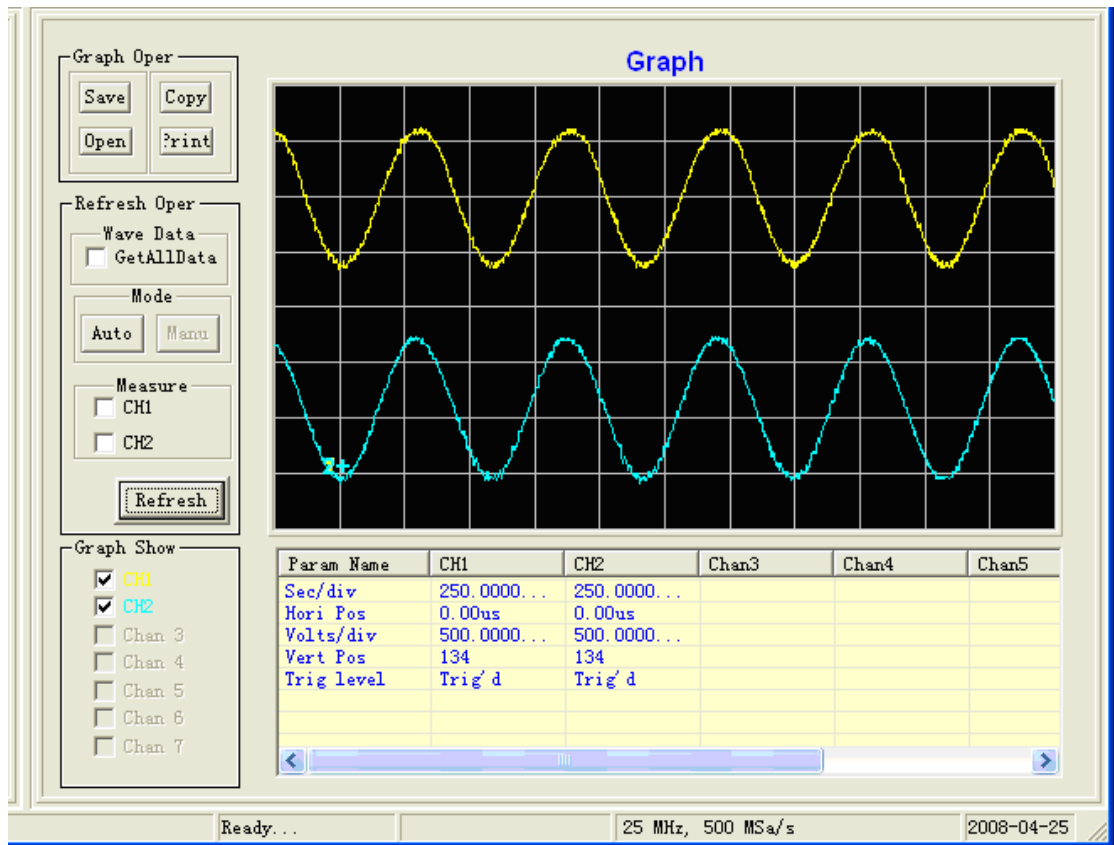 Graph Oper
Save Copy
Open Print
Refresh Oper
Wave Data
GetAllData
Mode
Auto Manu
Measure
CH1
CH2
Refresh
Graph Show
CH1
CH2
Chan 3
Chan 4
Chan 5
Chan 6
Chan 7
Graph
Param Name CH1 CH2 Chan3 Chan4 Chan5
Sec/div 250.0000... 250.0000...
Hori Pos 0.00us 0.00us
Volts/div 500.0000... 500.0000...
Vert Pos 134 134
Trig level Trig'd Trig'd
Ready... 25 MHz, 500 MSa/s 2008-04-25